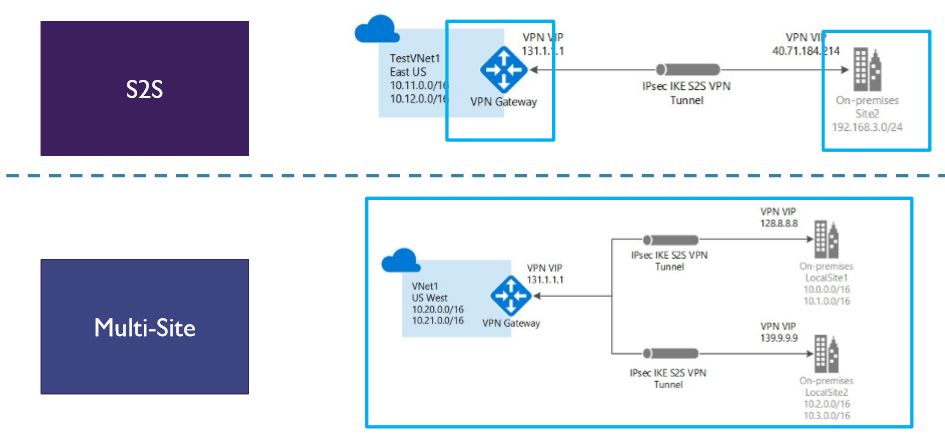 S2S
TestVNet1
East US
10.11.0.0/16
10.12.0.0/16
VPN VIP
131.1.1.1
VPN Gateway
IPsec IKE S2S VPN
Tunnel
VPN VIP
40.71.184.214
On-premises
Site2
192.168.3.0/24
Multi-Site
VNet1
US West
10.20.0.0/16
10.21.0.0/16
VPN VIP
131.1.1.1
VPN Gateway
IPsec IKE S2S VPN
Tunnel
VPN VIP
128.8.8.8
On-premises
LocalSite1
10.0.0.0/16
10.1.0.0/16
IPsec IKE S2S VPN
Tunnel
VPN VIP
139.9.9.9
On-premises
LocalSite2
10.2.0.0/16
10.3.0.0/16